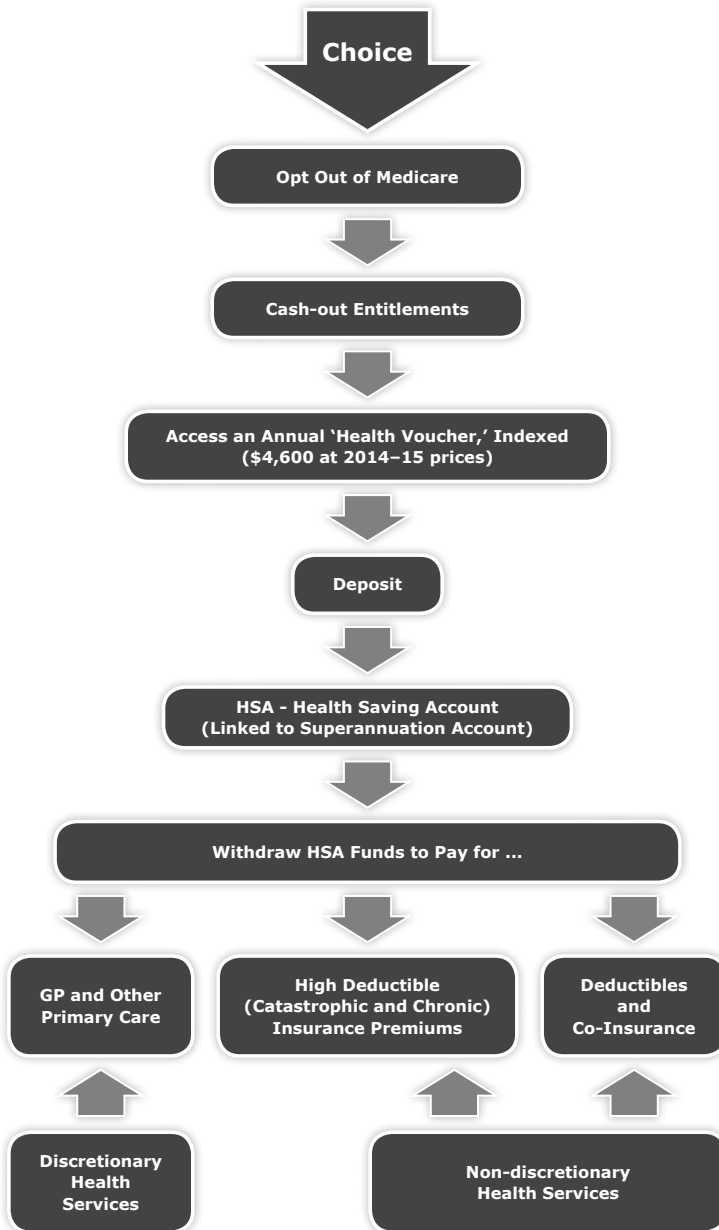 Choice
Opt Out of Medicare
Cash-out Entitlements
Access an Annual ‘Health Voucher,’ Indexed
($4,600 at 2014–15 prices)
Deposit
HSA - Health Saving Account
(Linked to Superannuation Account)
Withdraw HSA Funds to Pay for ...
GP and Other
Primary Care
High Deductible
(Catastrophic and Chronic)
Insurance Premiums
Deductibles
and
Co-Insurance
Discretionary
Health
Services
Non-discretionary
Health Services